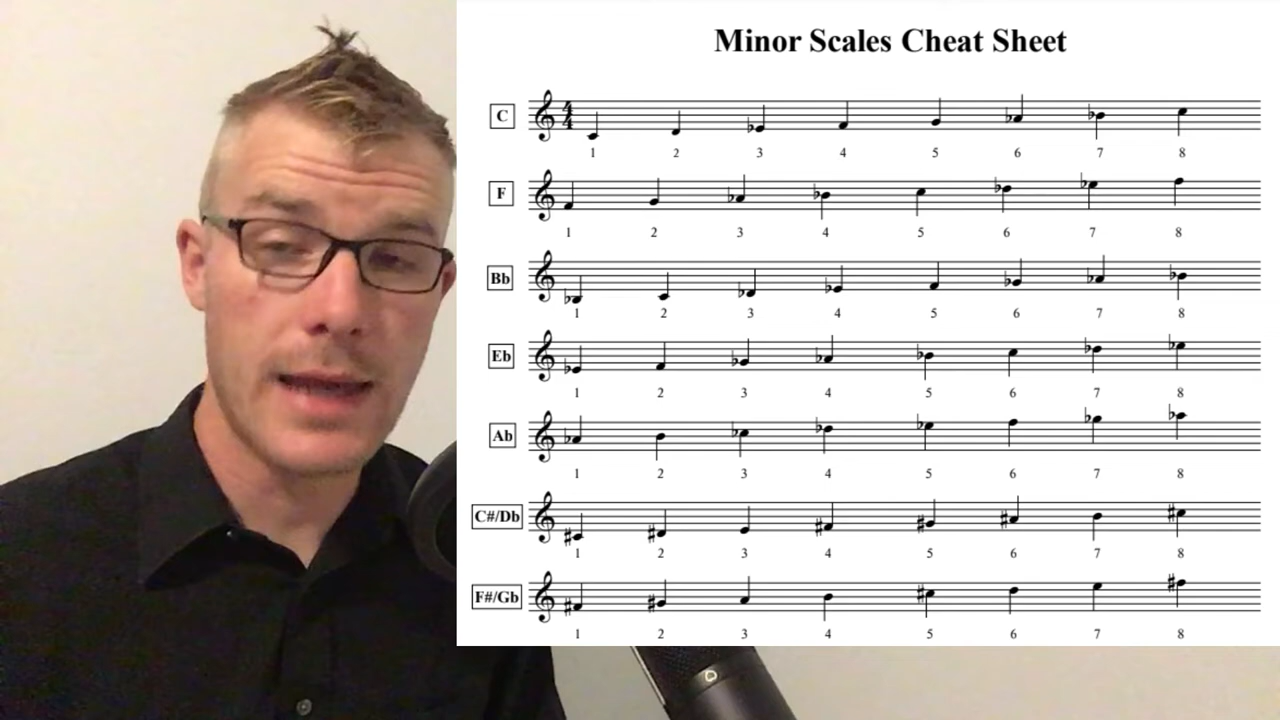 Minor Scales Cheat Sheet
C 4/4
1 2 3 4 5 6 7 8
F
1 2 3 4 5 6 7 8
Bb
1 2 3 4 5 6 7 8
Eb
1 2 3 4 5 6 7 8
Ab
1 2 3 4 5 6 7 8
C#/Db
1 2 3 4 5 6 7 8
F#/Gb
1 2 3 4 5 6 7 8